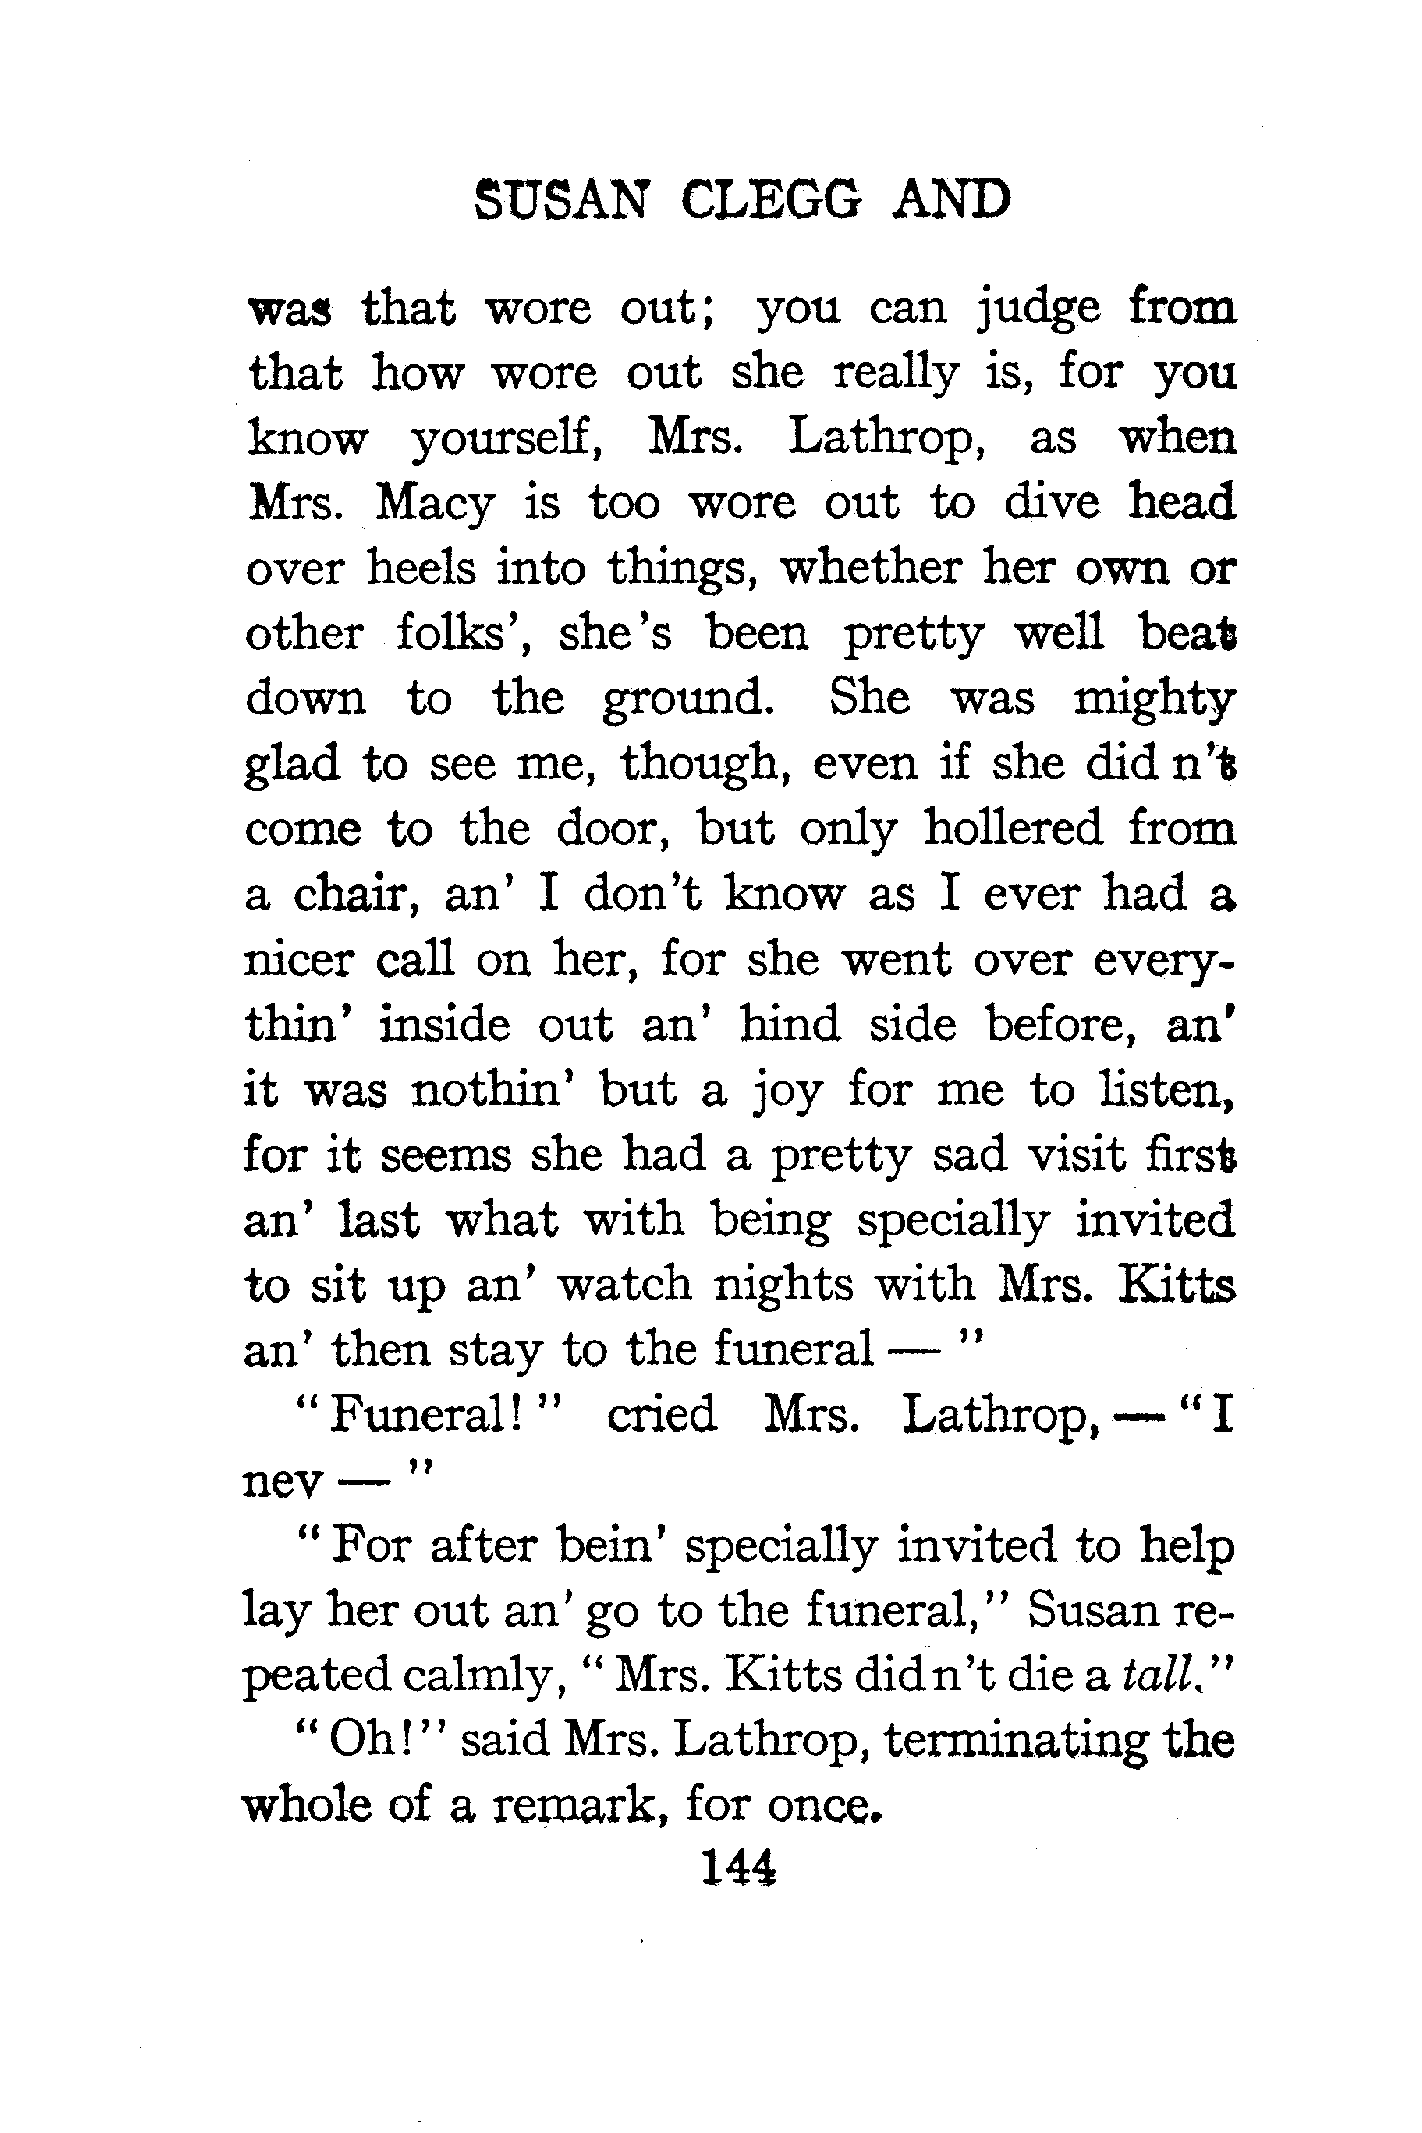 SUSAN CLEGG AND
was that wore out; you can judge from
that how wore out she really is, for you
know yourself, Mrs. Lathrop, as when
Mrs. Macy is too wore out to dive head
over heels into things, whether her own or
other folks', she's been pretty well beat
down to the ground. She was mighty
glad to see me, though, even if she did n't
come to the door, but only hollered from
a chair, an' I don't know as I ever had a
nicer call on her, for she went over every-
thin' inside out an' hind side before, an'
it was nothin' but a joy for me to listen,
for it seems she had a pretty sad visit first
an' last what with being specially invited
to sit up an' watch nights with Mrs. Kitts
an' then stay to the funeral — "
" Funeral! " cried Mrs. Lathrop, — " I
nev — "
" For after bein' specially invited to help
lay her out an' go to the funeral," Susan re-
peated calmly, " Mrs. Kitts didn't die a tall."
" Oh!" said Mrs. Lathrop, terminating the
whole of a remark, for once.
144